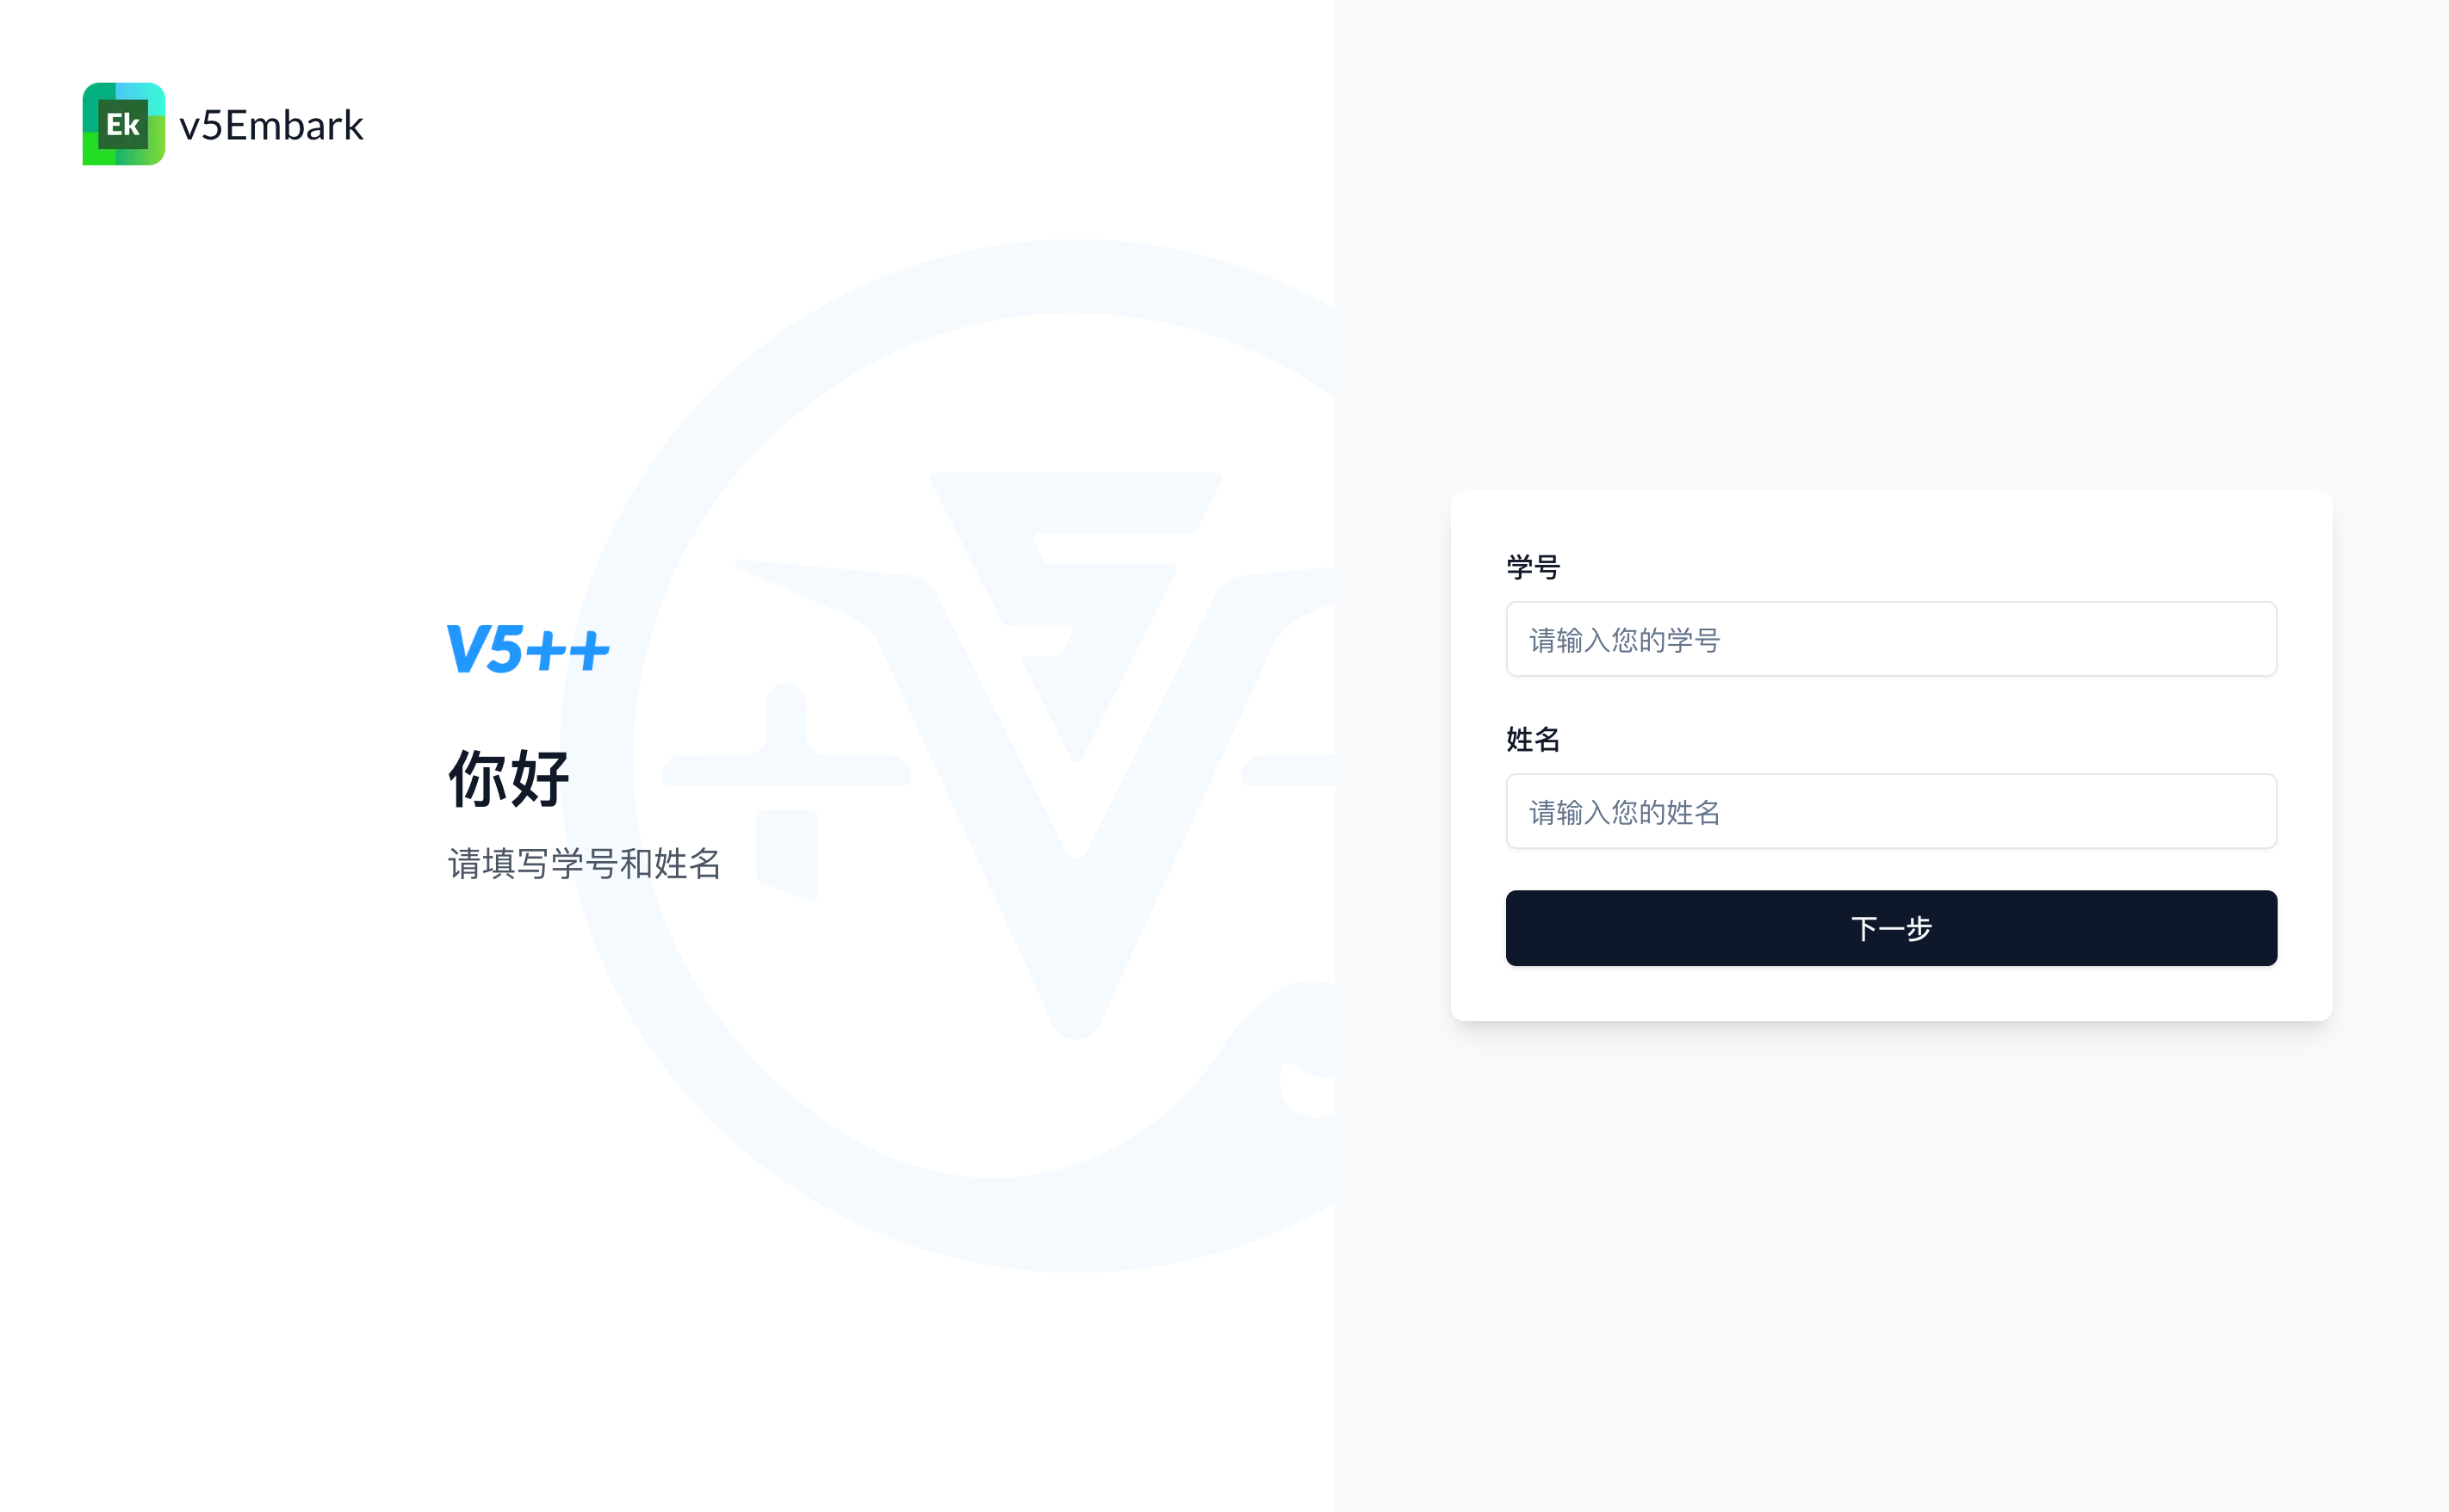 Ek
v5Embark
V5++
你好
请填写学号和姓名
学号
请输入您的学号
姓名
请输入您的姓名
下一步